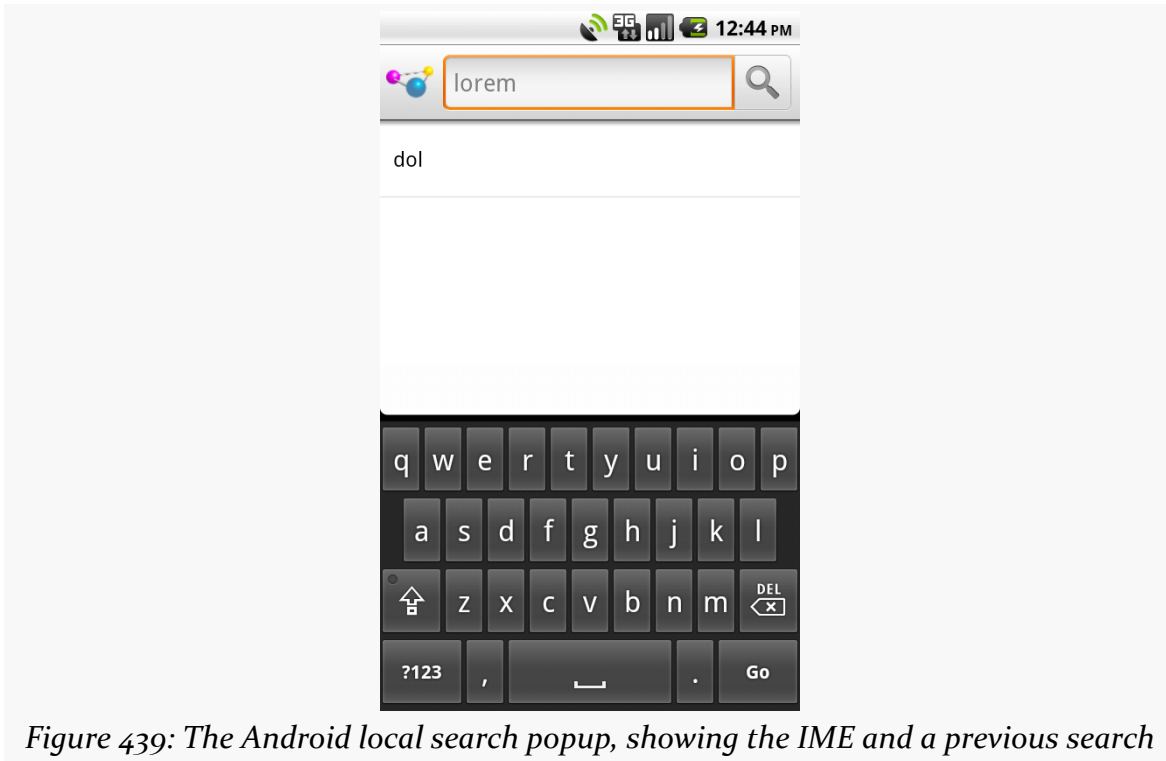 3G 12:44 PM
lorem
dol
q w e r t y u i o p
a s d f g h j k l
z x c v b n m DEL
?123 , . Go
Figure 439: The Android local search popup, showing the IME and a previous search